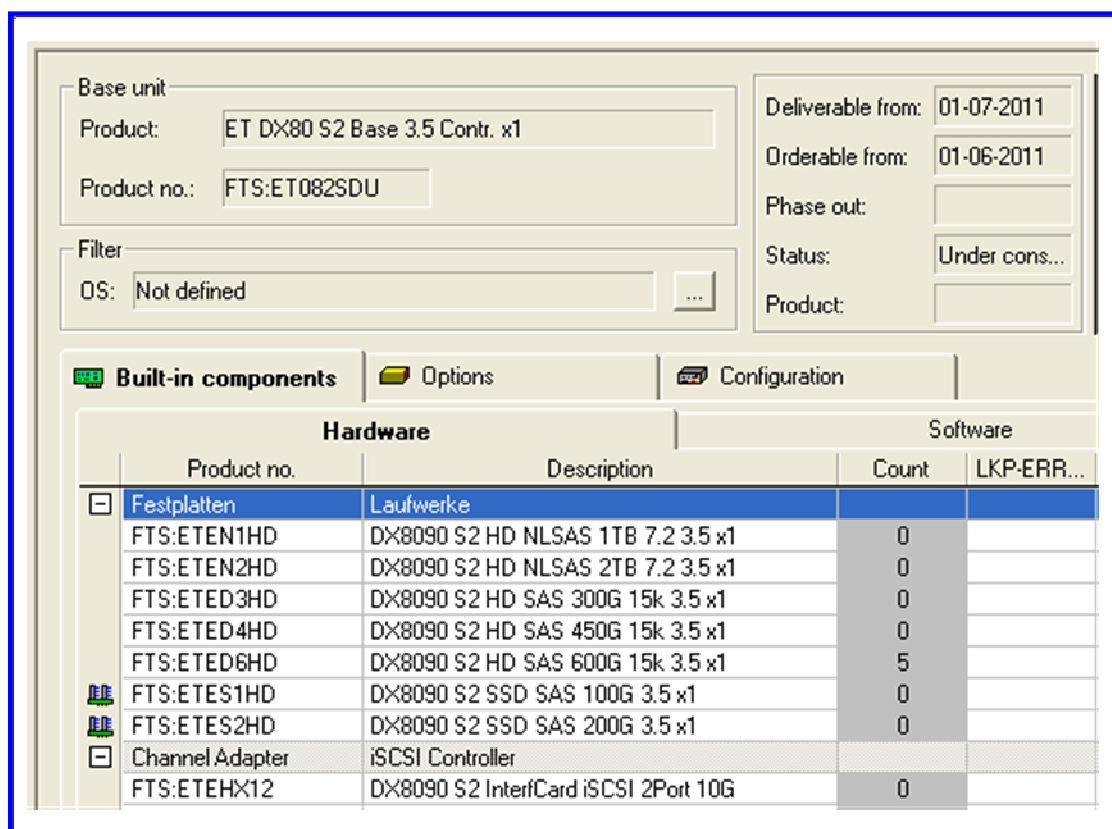 Base unit
Product: ET DX80 S2 Base 3.5 Contr. x1
Product no.: FTS:ET082SDU
Deliverable from: 01-07-2011
Orderable from: 01-06-2011
Phase out:
Status: Under cons...
Product:
Filter
OS: Not defined ...
Built-in components Options Configuration
Hardware Software
Product no. Description Count LKP-ERR...
Festplatten Laufwerke
FTS:ETEN1HD DX8090 S2 HD NLSAS 1TB 7.2 3.5 x1 0
FTS:ETEN2HD DX8090 S2 HD NLSAS 2TB 7.2 3.5 x1 0
FTS:ETED3HD DX8090 S2 HD SAS 300G 15k 3.5 x1 0
FTS:ETED4HD DX8090 S2 HD SAS 450G 15k 3.5 x1 0
FTS:ETED6HD DX8090 S2 HD SAS 600G 15k 3.5 x1 5
FTS:ETES1HD DX8090 S2 SSD SAS 100G 3.5 x1 0
FTS:ETES2HD DX8090 S2 SSD SAS 200G 3.5 x1 0
Channel Adapter iSCSI Controller
FTS:ETEHX12 DX8090 S2 InterfCard iSCSI 2Port 10G 0